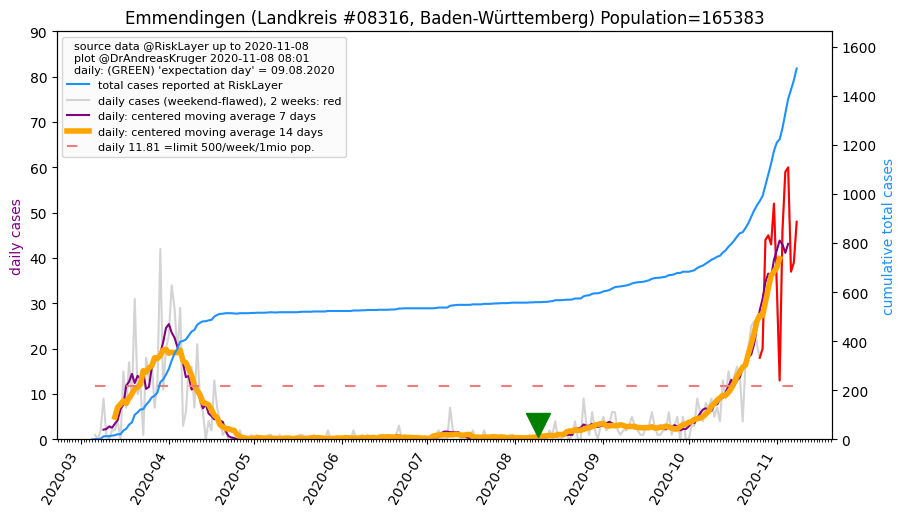 Emmendingen (Landkreis #08316, Baden-Württemberg) Population=165383
source data @RiskLayer up to 2020-11-08
plot @DrAndreasKruger 2020-11-08 08:01
daily: (GREEN) 'expectation day' = 09.08.2020
total cases reported at RiskLayer
daily cases (weekend-flawed), 2 weeks: red
daily: centered moving average 7 days
daily: centered moving average 14 days
daily 11.81 =limit 500/week/1mio pop.
daily cases
90
80
70
60
50
40
30
20
10
0
1600
1400
1200
1000
800
600
400
200
0
cumulative total cases
2020-03
2020-04
2020-05
2020-06
2020-07
2020-08
2020-09
2020-10
2020-11